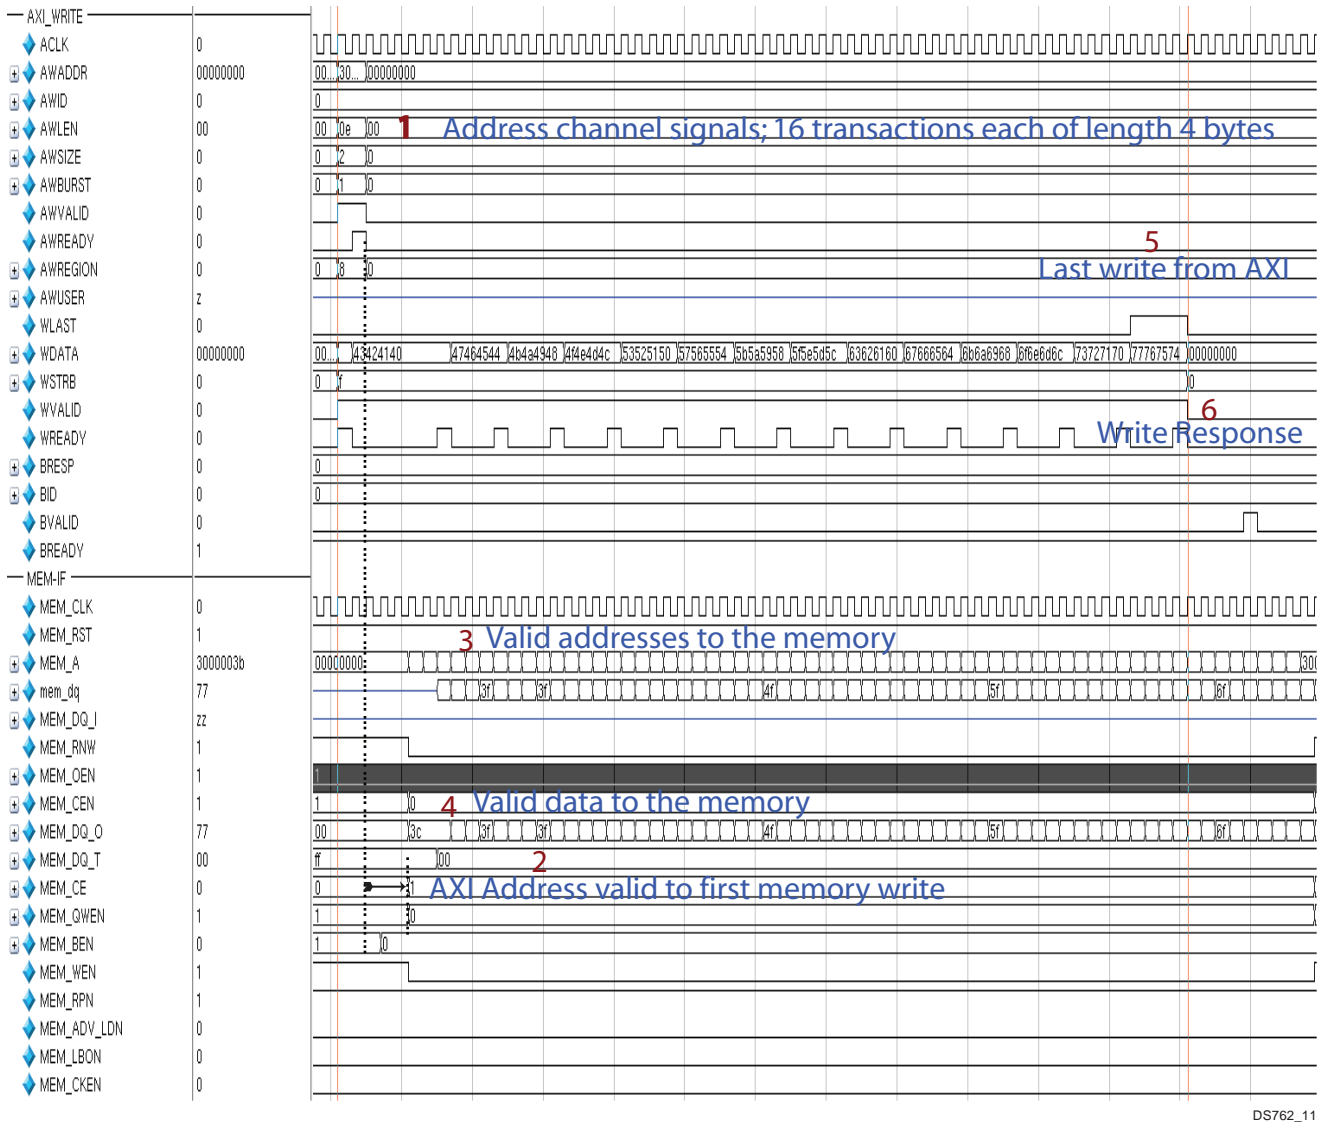 AXI_WRITE
ACLK 0
AWADDR 00000000 00... 30... 00000000
AWID 0 0
AWLEN 00 00 0e 00 1 Address channel signals; 16 transactions each of length 4 bytes
AWSIZE 0 0 2 0
AWBURST 0 0 1 0
AWVALID 0
AWREADY 0 5
AWREGION 0 0 8 0 Last write from AXI
AWUSER z
WLAST 0
WDATA 00000000 00... 43424140 47464544 4b4a4948 4f4e4d4c 53525150 57565554 5b5a5958 5f5e5d5c 63626160 67666564 6b6a6968 6f6e6d6c 73727170 77767574 00000000
WSTRB 0 0 f 0
WVALID 0 6
WREADY 0 Write Response
BRESP 0 0
BID 0 0
BVALID 0
BREADY 1
MEM-IF
MEM_CLK 0
MEM_RST 1 3 Valid addresses to the memory
MEM_A 3000003b 00000000 300
mem_dq 77 3f 3f 4f 5f 6f
MEM_DQ_I zz
MEM_RNW 1
MEM_OEN 1 1
MEM_CEN 1 1 0 4 Valid data to the memory
MEM_DQ_O 77 00 3c 3f 3f 4f 5f 6f
MEM_DQ_T 00 ff 00 2
MEM_CE 0 0 1 AXI Address valid to first memory write
MEM_QWEN 1 1 0
MEM_BEN 0 1 0
MEM_WEN 1
MEM_RPN 1
MEM_ADV_LDN 0
MEM_LBON 0
MEM_CKEN 0
DS762_11